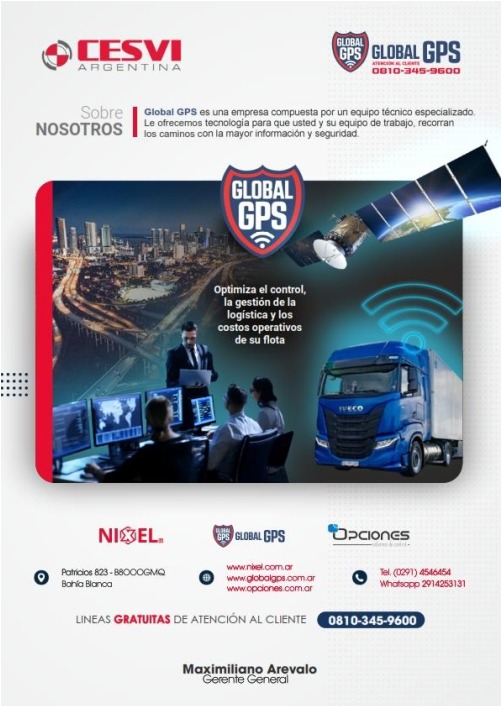 CESVI
ARGENTINA
GLOBAL
GPS
GLOBAL GPS
ATENCIÓN AL CLIENTE
0810-345-9600
Sobre
NOSOTROS
Global GPS es una empresa compuesta por un equipo técnico especializado.
Le ofrecemos tecnología para que usted y su equipo de trabajo, recorran
los caminos con la mayor información y seguridad.
GLOBAL
GPS
Optimiza el control,
la gestión de la
logística y los
costos operativos
de su flota
IVECO
NIXEL
GLOBAL
GPS
GLOBAL GPS
Opciones
Patricios 823 - B8000GMQ
Bahía Blanca
www.nixel.com.ar
www.globalgps.com.ar
www.opciones.com.ar
Tel. (0291) 4546454
Whatsapp 2914253131
LINEAS GRATUITAS DE ATENCIÓN AL CLIENTE
0810-345-9600
Maximiliano Arevalo
Gerente General